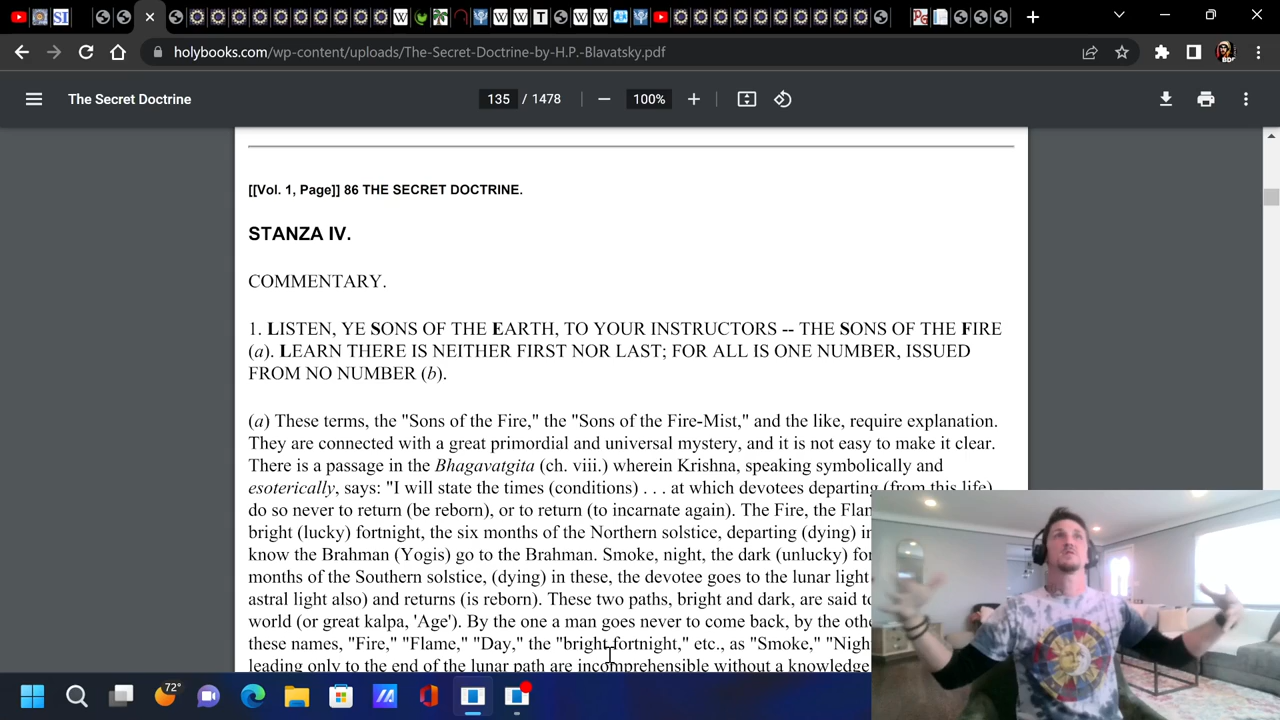 holybooks.com/wp-content/uploads/The-Secret-Doctrine-by-H.P.-Blavatsky.pdf
The Secret Doctrine
135 / 1478
100%
[[Vol. 1, Page]] 86 THE SECRET DOCTRINE.
STANZA IV.
COMMENTARY.
1. LISTEN, YE SONS OF THE EARTH, TO YOUR INSTRUCTORS -- THE SONS OF THE FIRE
(a). LEARN THERE IS NEITHER FIRST NOR LAST; FOR ALL IS ONE NUMBER, ISSUED
FROM NO NUMBER (b).
(a) These terms, the "Sons of the Fire," the "Sons of the Fire-Mist," and the like, require explanation.
They are connected with a great primordial and universal mystery, and it is not easy to make it clear.
There is a passage in the Bhagavatgita (ch. viii.) wherein Krishna, speaking symbolically and
esoterically, says: "I will state the times (conditions) . . . at which devotees departing (from this life)
do so never to return (be reborn), or to return (to incarnate again). The Fire, the Flam
bright (lucky) fortnight, the six months of the Northern solstice, departing (dying) in
know the Brahman (Yogis) go to the Brahman. Smoke, night, the dark (unlucky) fo
months of the Southern solstice, (dying) in these, the devotee goes to the lunar light
astral light also) and returns (is reborn). These two paths, bright and dark, are said to
world (or great kalpa, 'Age'). By the one a man goes never to come back, by the othe
these names, "Fire," "Flame," "Day," the "bright fortnight," etc., as "Smoke," "Nigh
leading only to the end of the lunar path are incomprehensible without a knowledge
72°